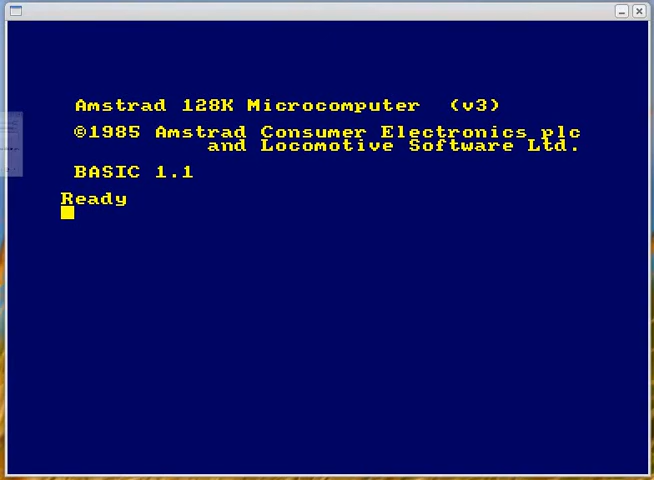 Amstrad 128K Microcomputer (v3)
©1985 Amstrad Consumer Electronics plc
and Locomotive Software Ltd.
BASIC 1.1
Ready